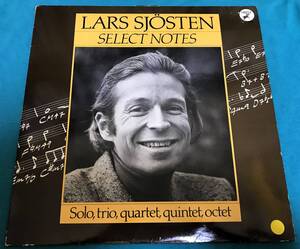 LARS SJÖSTEN
SELECT NOTES
Solo, trio, quartet, quintet, octet